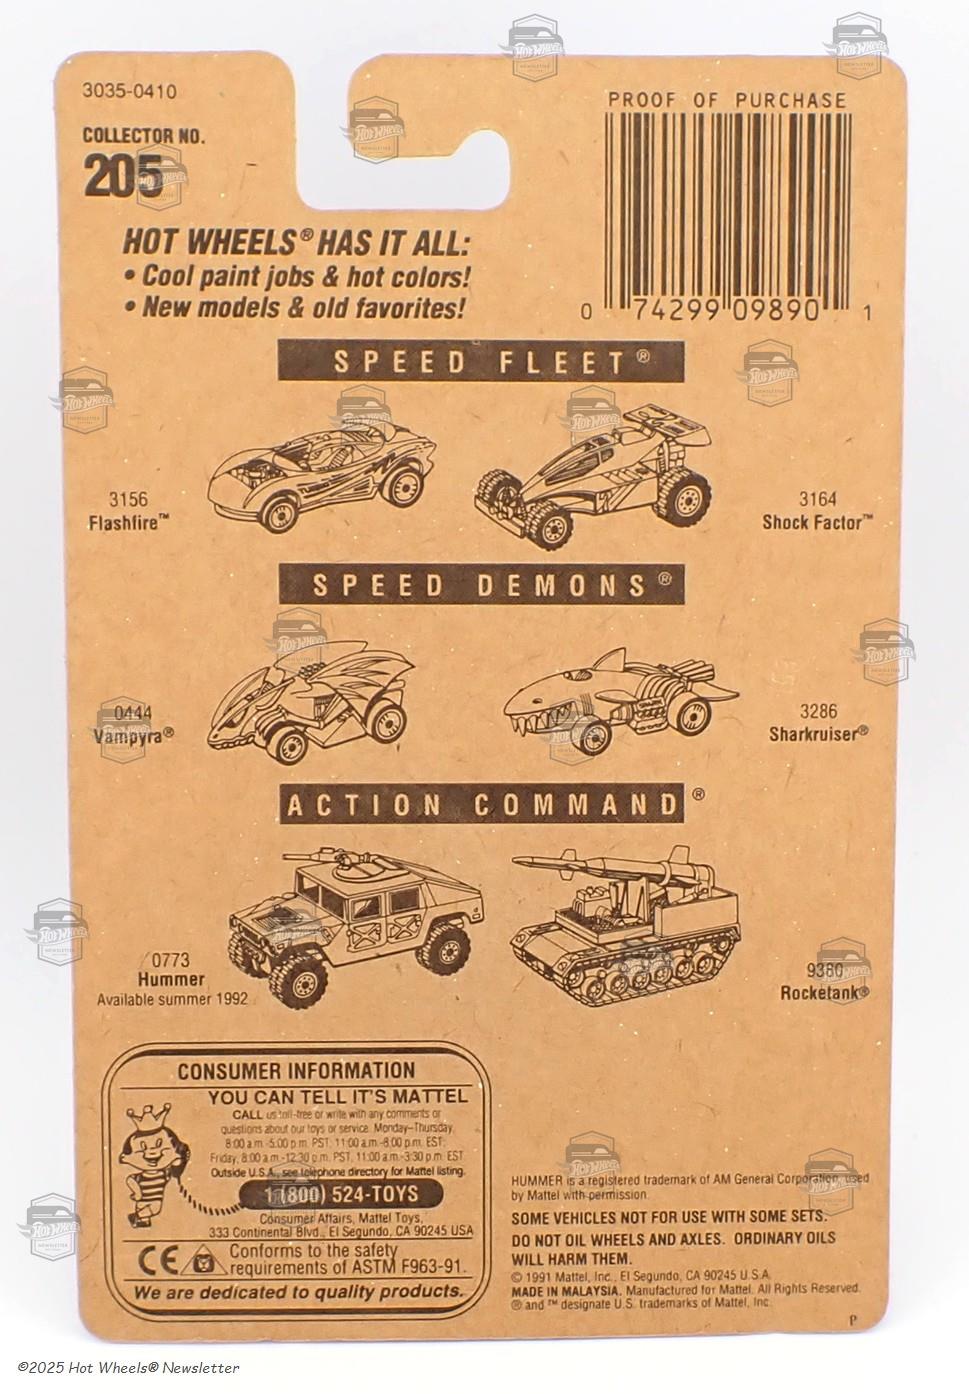 3035-0410
COLLECTOR NO.
205
PROOF OF PURCHASE
0 74299 09890 1
HOT WHEELS® HAS IT ALL:
• Cool paint jobs & hot colors!
• New models & old favorites!
SPEED FLEET®
3156
Flashfire™
3164
Shock Factor™
SPEED DEMONS®
0444
Vampyra®
3286
Sharkruiser®
ACTION COMMAND®
0773
Hummer
Available summer 1992
9380
Rocketank®
CONSUMER INFORMATION
YOU CAN TELL IT'S MATTEL
CALL us toll-free or write with any comments or
questions about our toys or service. Monday–Thursday,
8:00 a.m.-5:00 p.m. PST, 11:00 a.m.-8:00 p.m. EST;
Friday, 8:00 a.m.-12:30 p.m. PST, 11:00 a.m.-3:30 p.m. EST.
Outside U.S.A., see telephone directory for Mattel listing.
1 (800) 524-TOYS
Consumer Affairs, Mattel Toys,
333 Continental Blvd., El Segundo, CA 90245 USA
CE Conforms to the safety
requirements of ASTM F963-91.
We are dedicated to quality products.
HUMMER is a registered trademark of AM General Corporation, used
by Mattel with permission.
SOME VEHICLES NOT FOR USE WITH SOME SETS.
DO NOT OIL WHEELS AND AXLES. ORDINARY OILS
WILL HARM THEM.
© 1991 Mattel, Inc., El Segundo, CA 90245 U.S.A.
MADE IN MALAYSIA. Manufactured for Mattel. All Rights Reserved.
® and ™ designate U.S. trademarks of Mattel, Inc.
P
©2025 Hot Wheels® Newsletter